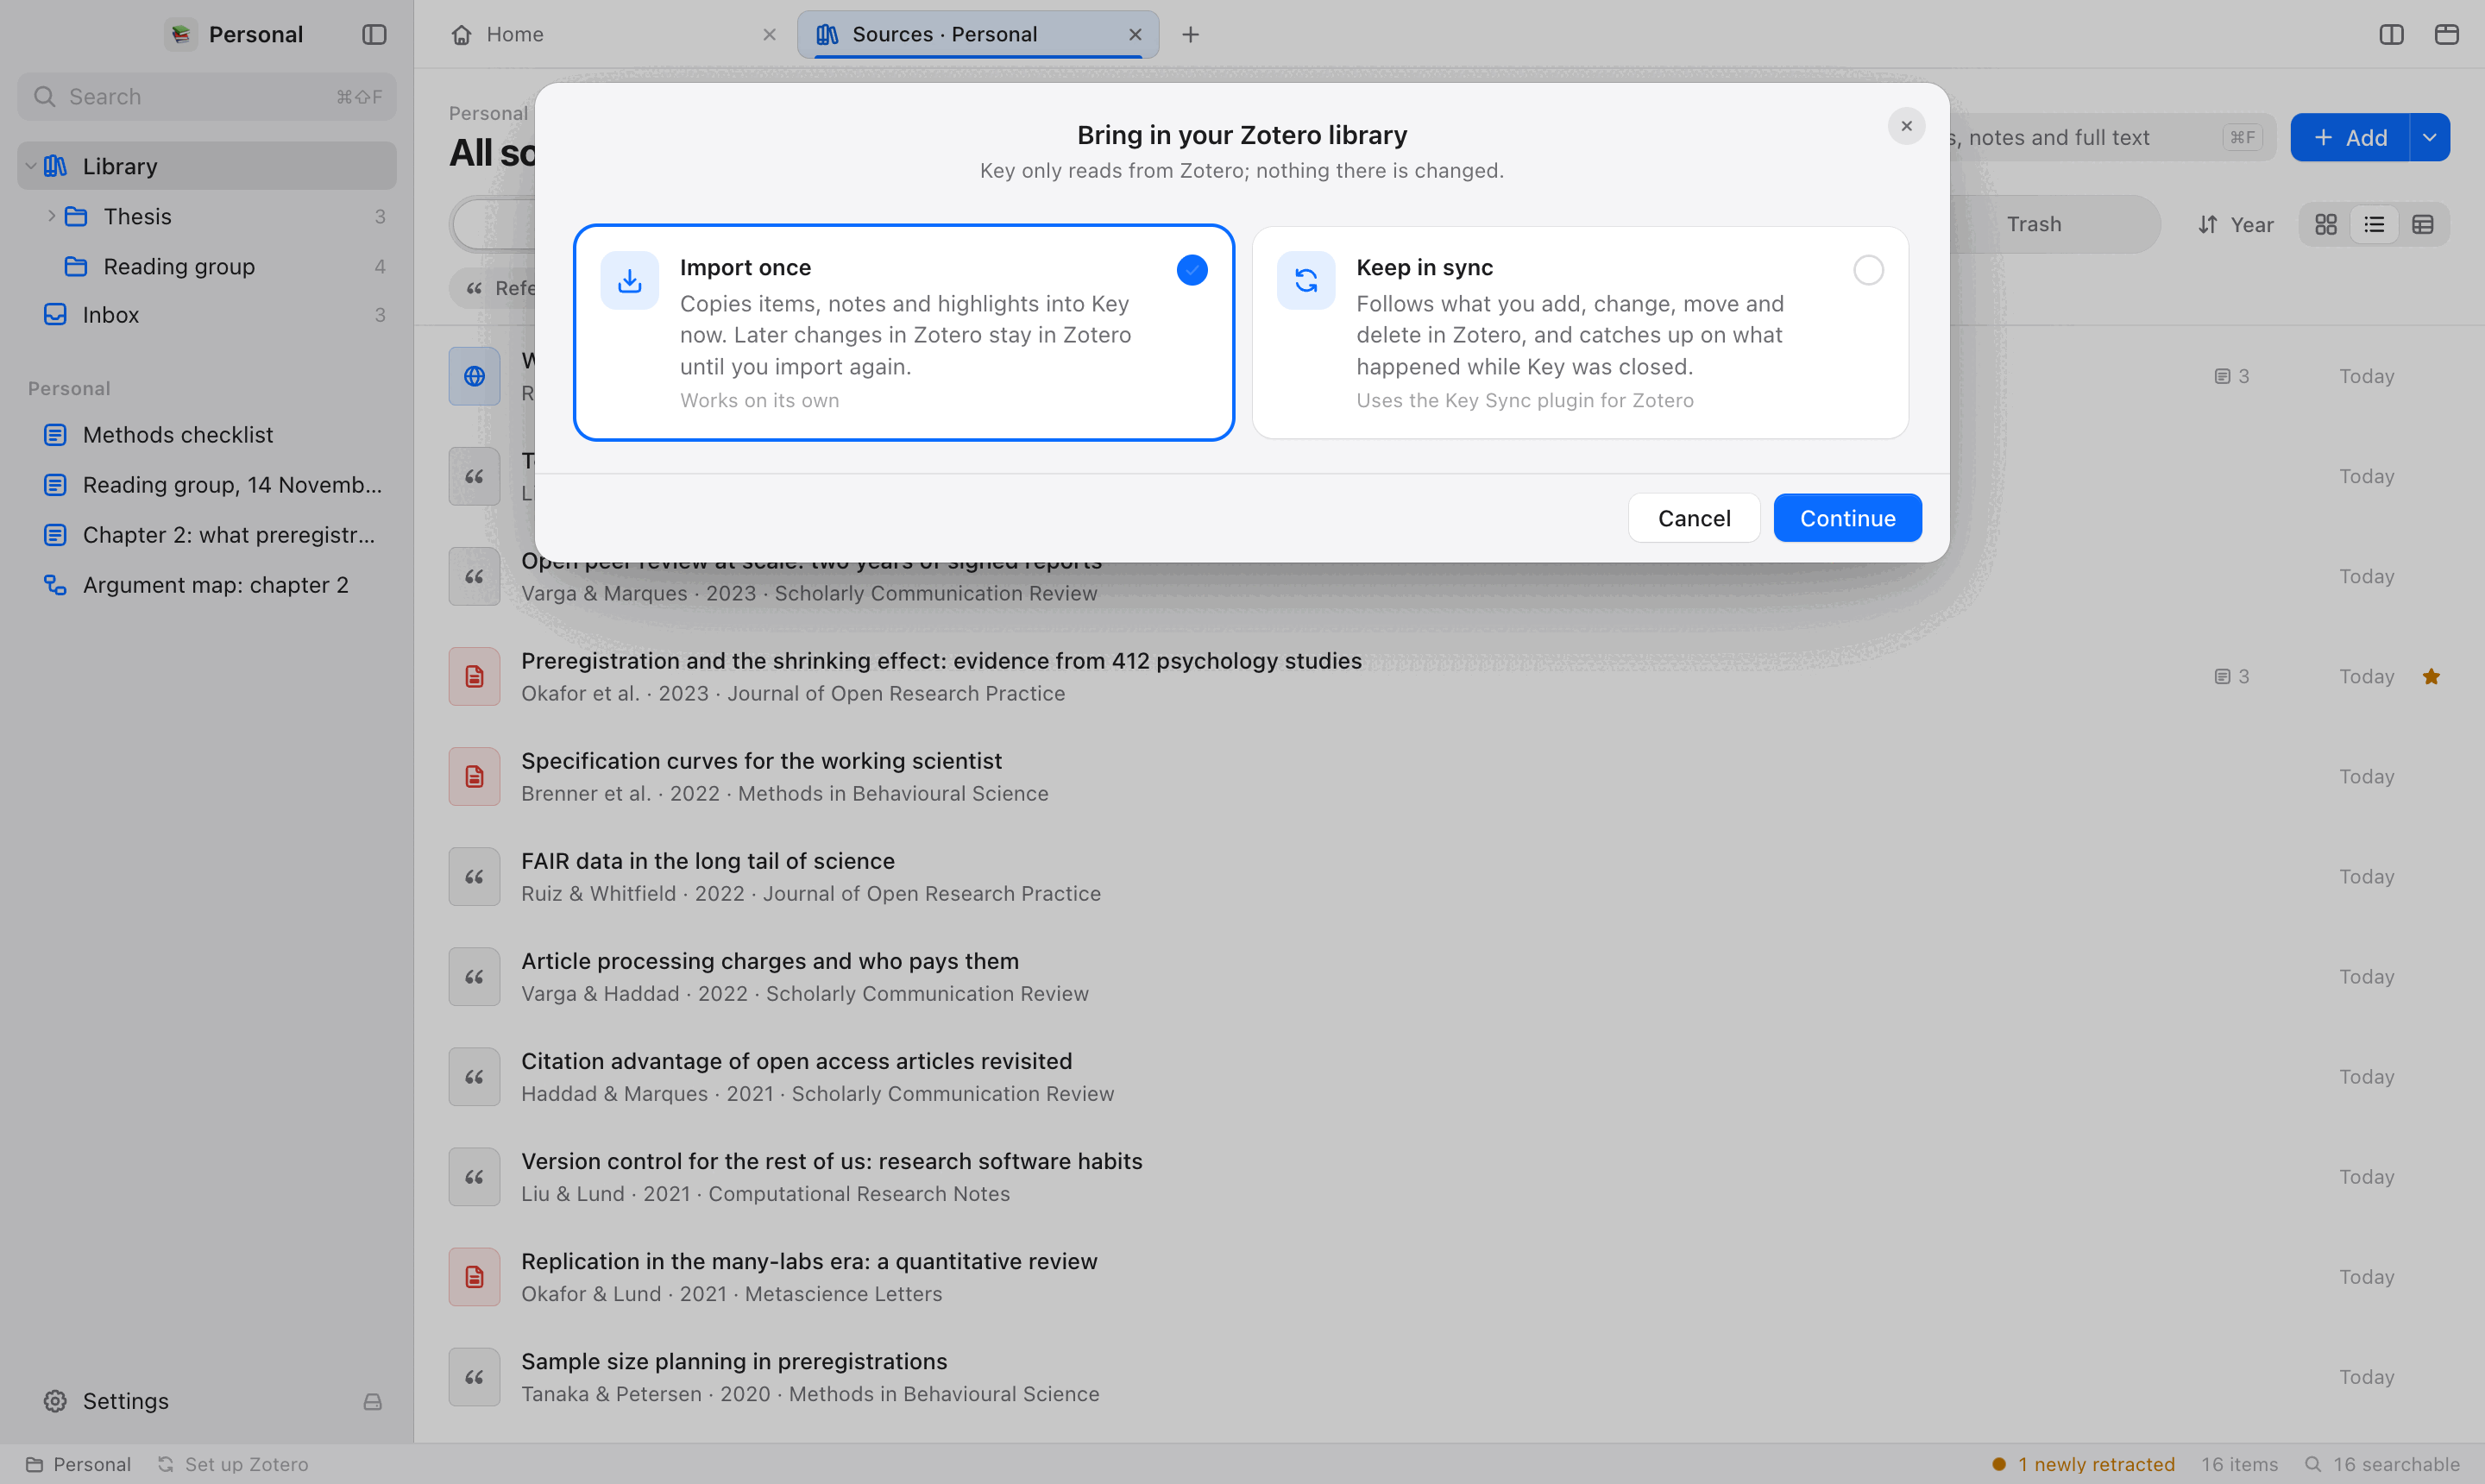 Personal
Search ⌘⇧F
Library
Thesis 3
Reading group 4
Inbox 3
Personal
Methods checklist
Reading group, 14 Novemb...
Chapter 2: what preregistr...
Argument map: chapter 2
Settings
Home
Sources · Personal
Personal
All so
s, notes and full text ⌘F
Add
Trash
Year
Refe
Bring in your Zotero library
Key only reads from Zotero; nothing there is changed.
Import once
Copies items, notes and highlights into Key
now. Later changes in Zotero stay in Zotero
until you import again.
Works on its own
Keep in sync
Follows what you add, change, move and
delete in Zotero, and catches up on what
happened while Key was closed.
Uses the Key Sync plugin for Zotero
Cancel
Continue
3 Today
Today
Open peer review at scale: two years of signed reports
Varga & Marques · 2023 · Scholarly Communication Review
Today
Preregistration and the shrinking effect: evidence from 412 psychology studies
Okafor et al. · 2023 · Journal of Open Research Practice
3 Today
Specification curves for the working scientist
Brenner et al. · 2022 · Methods in Behavioural Science
Today
FAIR data in the long tail of science
Ruiz & Whitfield · 2022 · Journal of Open Research Practice
Today
Article processing charges and who pays them
Varga & Haddad · 2022 · Scholarly Communication Review
Today
Citation advantage of open access articles revisited
Haddad & Marques · 2021 · Scholarly Communication Review
Today
Version control for the rest of us: research software habits
Liu & Lund · 2021 · Computational Research Notes
Today
Replication in the many-labs era: a quantitative review
Okafor & Lund · 2021 · Metascience Letters
Today
Sample size planning in preregistrations
Tanaka & Petersen · 2020 · Methods in Behavioural Science
Today
Personal
Set up Zotero
1 newly retracted
16 items
16 searchable